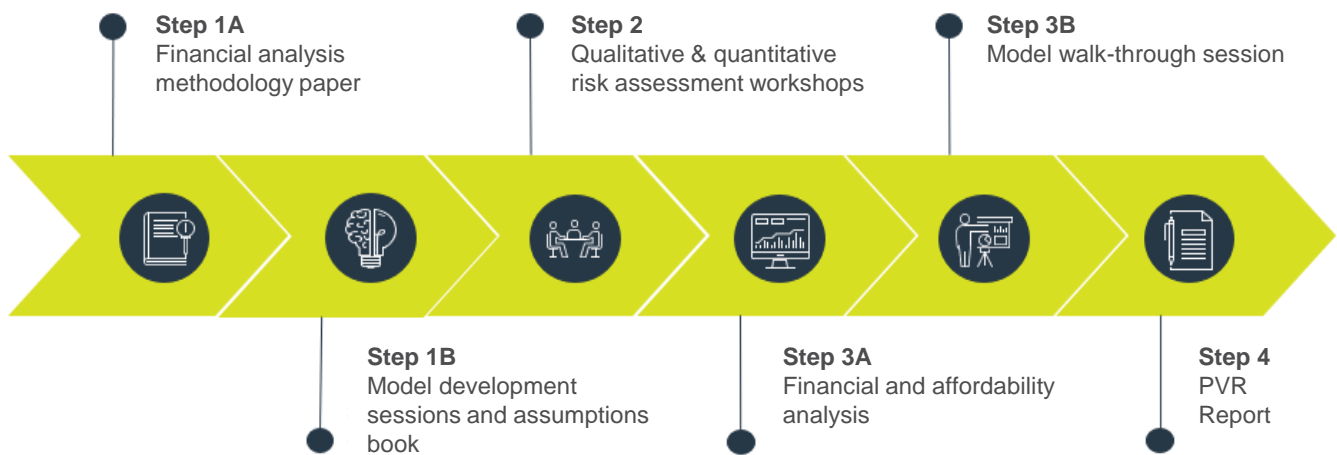 Step 1A
Financial analysis
methodology paper
Step 2
Qualitative & quantitative
risk assessment workshops
Step 3B
Model walk-through session
Step 1B
Model development
sessions and assumptions
book
Step 3A
Financial and affordability
analysis
Step 4
PVR
Report